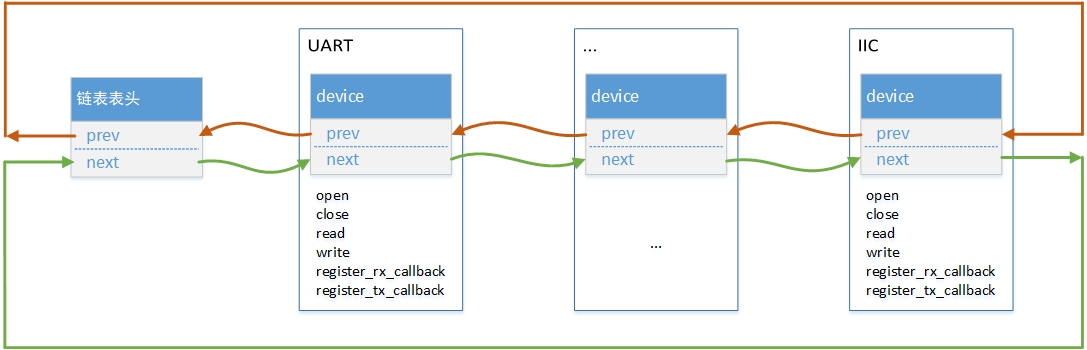 链表表头
prev
next
UART
device
prev
next
open
close
read
write
register_rx_callback
register_tx_callback
...
device
prev
next
...
IIC
device
prev
next
open
close
read
write
register_rx_callback
register_tx_callback